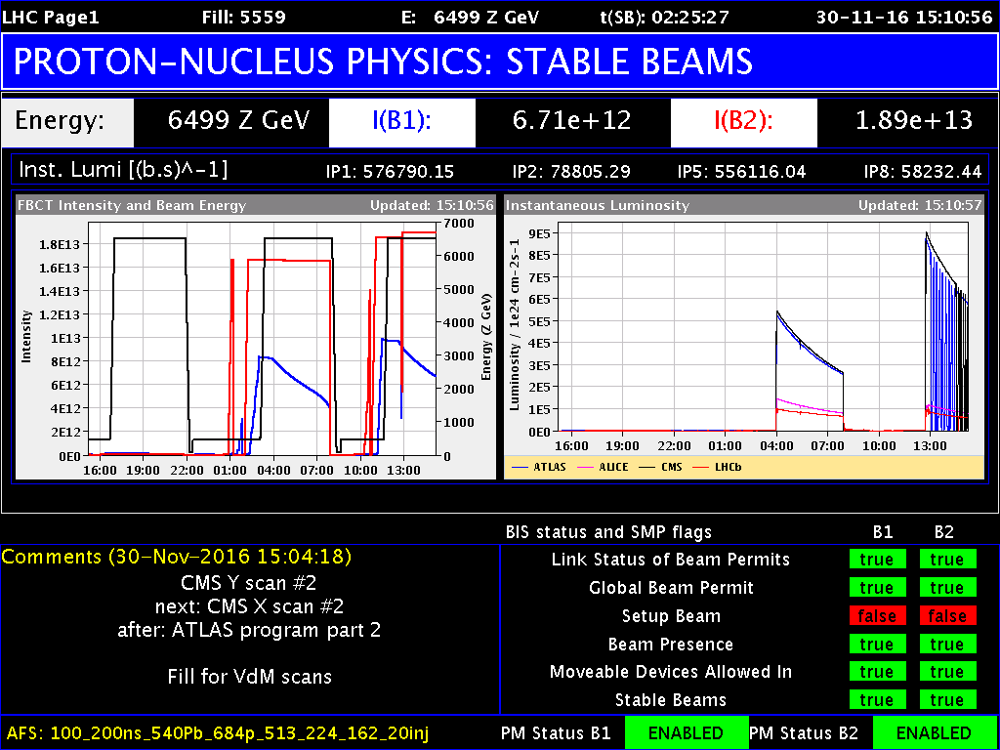 LHC Page1 Fill: 5559 E: 6499 Z GeV t(SB): 02:25:27 30-11-16 15:10:56
PROTON-NUCLEUS PHYSICS: STABLE BEAMS
Energy: 6499 Z GeV I(B1): 6.71e+12 I(B2): 1.89e+13
Inst. Lumi [(b.s)^-1] IP1: 576790.15 IP2: 78805.29 IP5: 556116.04 IP8: 58232.44
FBCT Intensity and Beam Energy Updated: 15:10:56
Intensity
1.8E13
1.6E13
1.4E13
1.2E13
1E13
8E12
6E12
4E12
2E12
0E0
7000
6000
5000
4000
3000
2000
1000
0
Energy (Z GeV)
16:00 19:00 22:00 01:00 04:00 07:00 10:00 13:00
Instantaneous Luminosity Updated: 15:10:57
Luminosity / 1e24 cm-2s-1
9E5
8E5
7E5
6E5
5E5
4E5
3E5
2E5
1E5
0E0
16:00 19:00 22:00 01:00 04:00 07:00 10:00 13:00
ATLAS ALICE CMS LHCb
Comments (30-Nov-2016 15:04:18)
CMS Y scan #2
next: CMS X scan #2
after: ATLAS program part 2
Fill for VdM scans
BIS status and SMP flags B1 B2
Link Status of Beam Permits true true
Global Beam Permit true true
Setup Beam false false
Beam Presence true true
Moveable Devices Allowed In true true
Stable Beams true true
AFS: 100_200ns_540Pb_684p_513_224_162_20inj PM Status B1 ENABLED PM Status B2 ENABLED